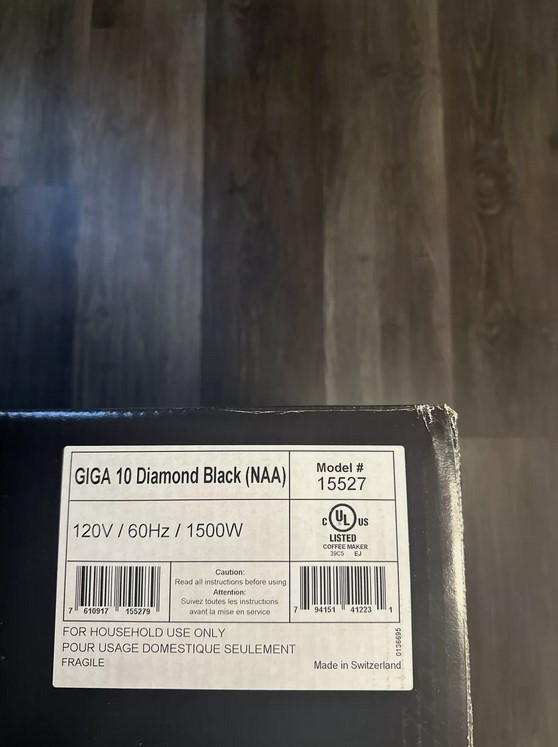 GIGA 10 Diamond Black (NAA)
Model #
15527
120V / 60Hz / 1500W
C UL US
LISTED
COFFEE MAKER
39C5 EJ
7 610917 155279
Caution:
Read all instructions before using
Attention:
Suivez toutes les instructions
avant la mise en service
7 94151 41223 1
FOR HOUSEHOLD USE ONLY
POUR USAGE DOMESTIQUE SEULEMENT
FRAGILE
Made in Switzerland
0136695